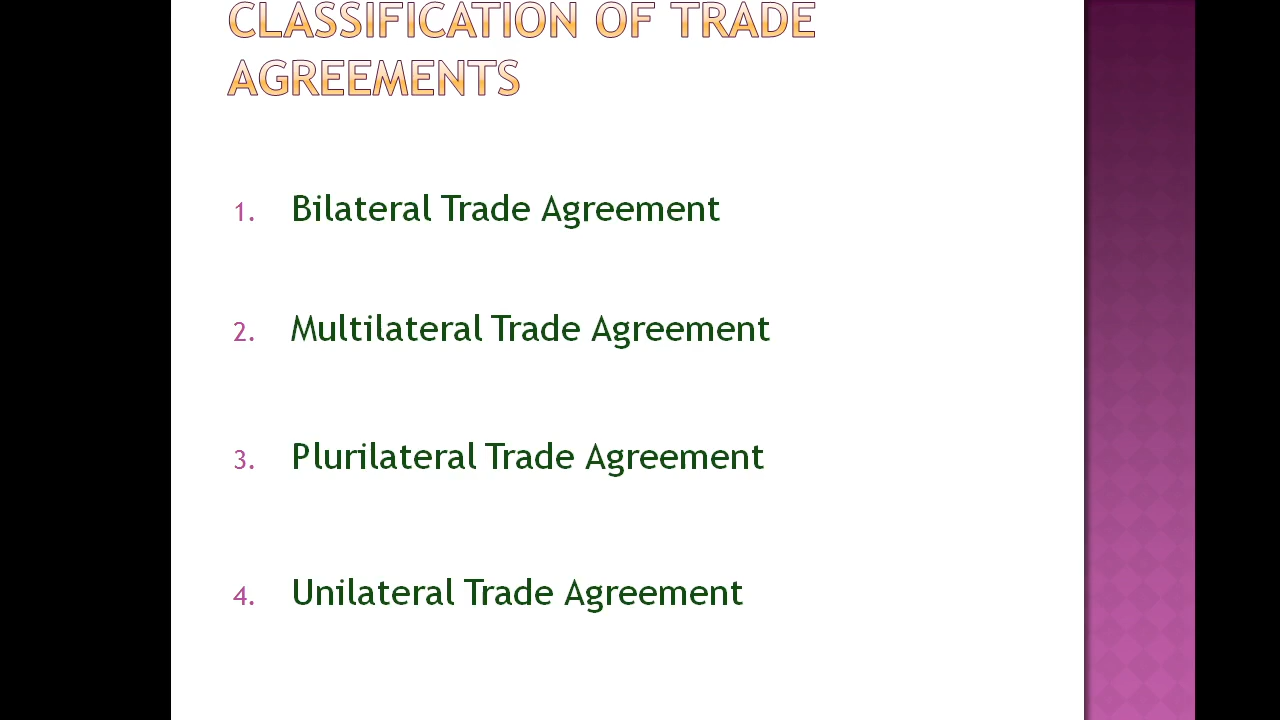 CLASSIFICATION OF TRADE
AGREEMENTS
1. Bilateral Trade Agreement
2. Multilateral Trade Agreement
3. Plurilateral Trade Agreement
4. Unilateral Trade Agreement